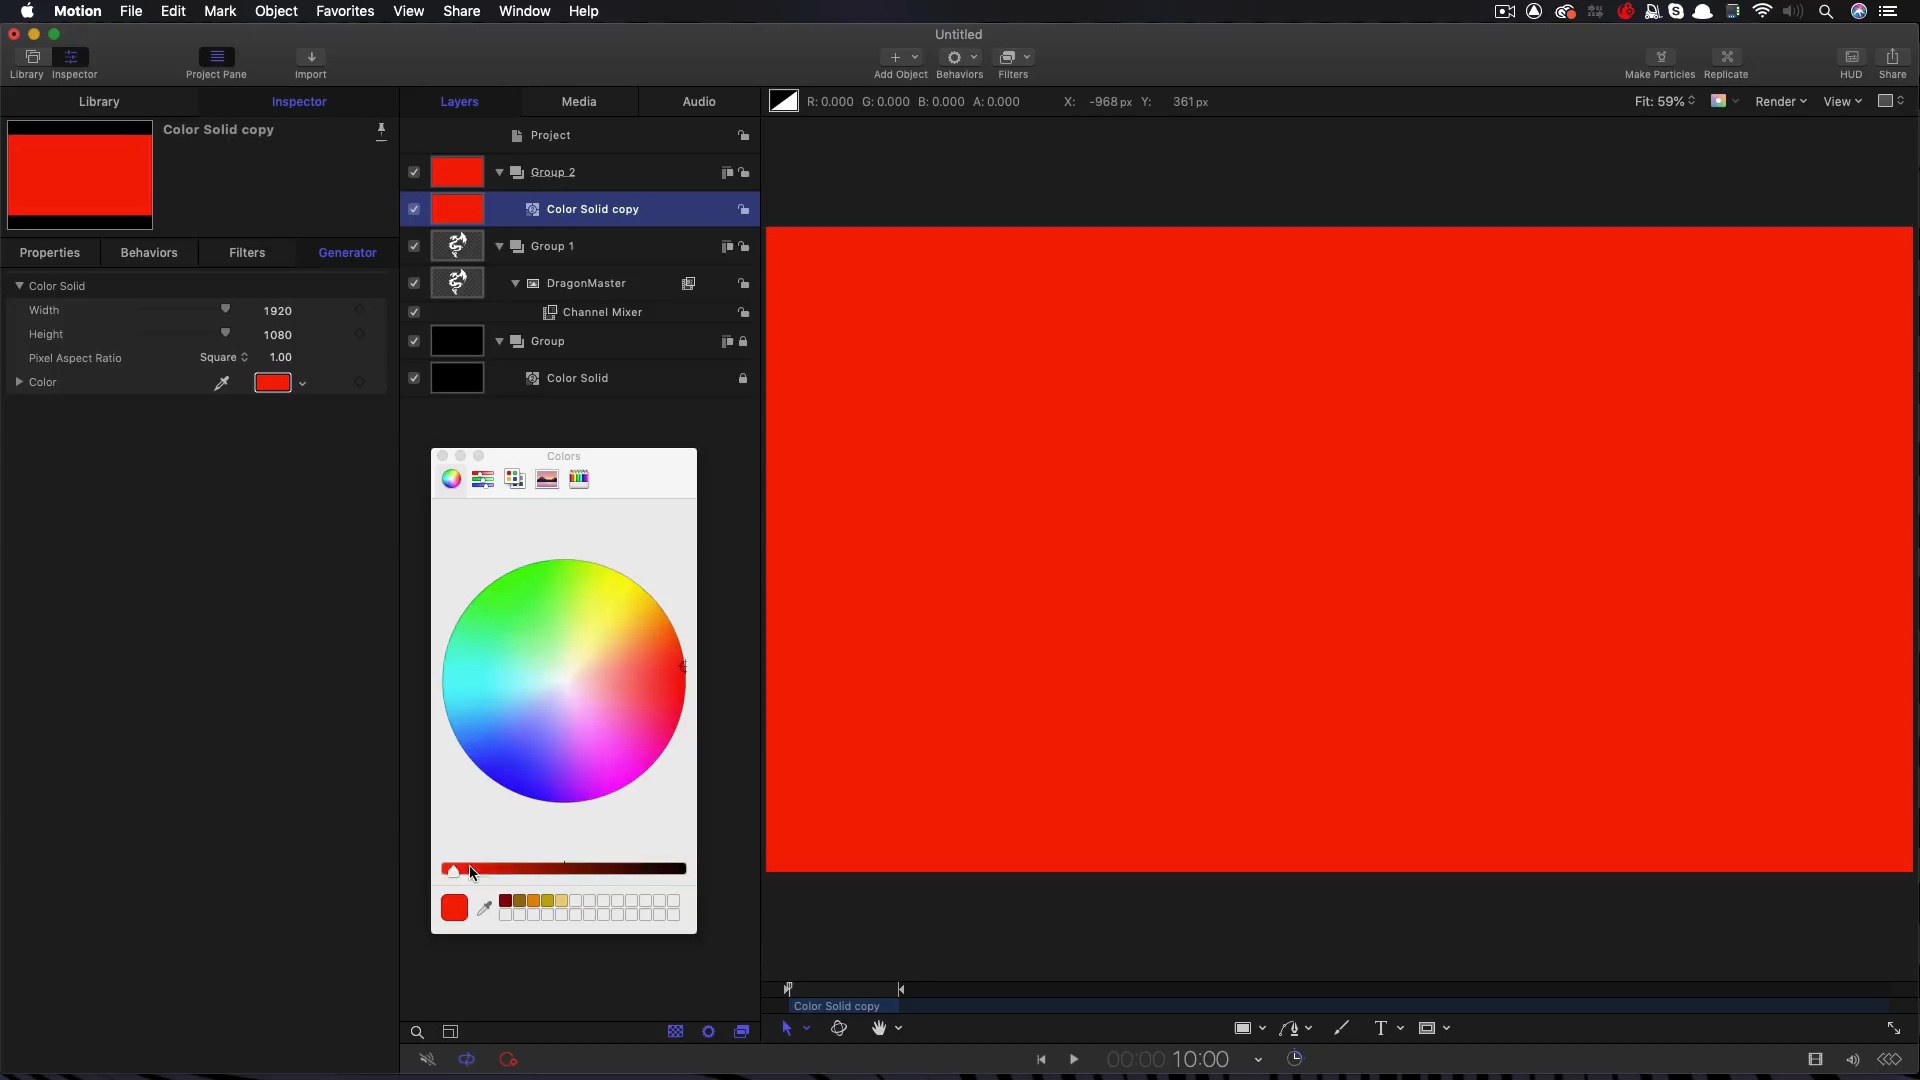 Motion File Edit Mark Object Favorites View Share Window Help
Untitled
Library Inspector Project Pane Import Add Object Behaviors Filters Make Particles Replicate HUD Share
Library Inspector Layers Media Audio R: 0.000 G: 0.000 B: 0.000 A: 0.000 X: -968 px Y: 361 px Fit: 59% Render View
Color Solid copy
Project
Group 2
Color Solid copy
Group 1
Properties Behaviors Filters Generator
Color Solid
DragonMaster
Width 1920
Channel Mixer
Height 1080
Group
Pixel Aspect Ratio Square 1.00
Color
Color Solid
Colors
Color Solid copy
T
00:00 10:00